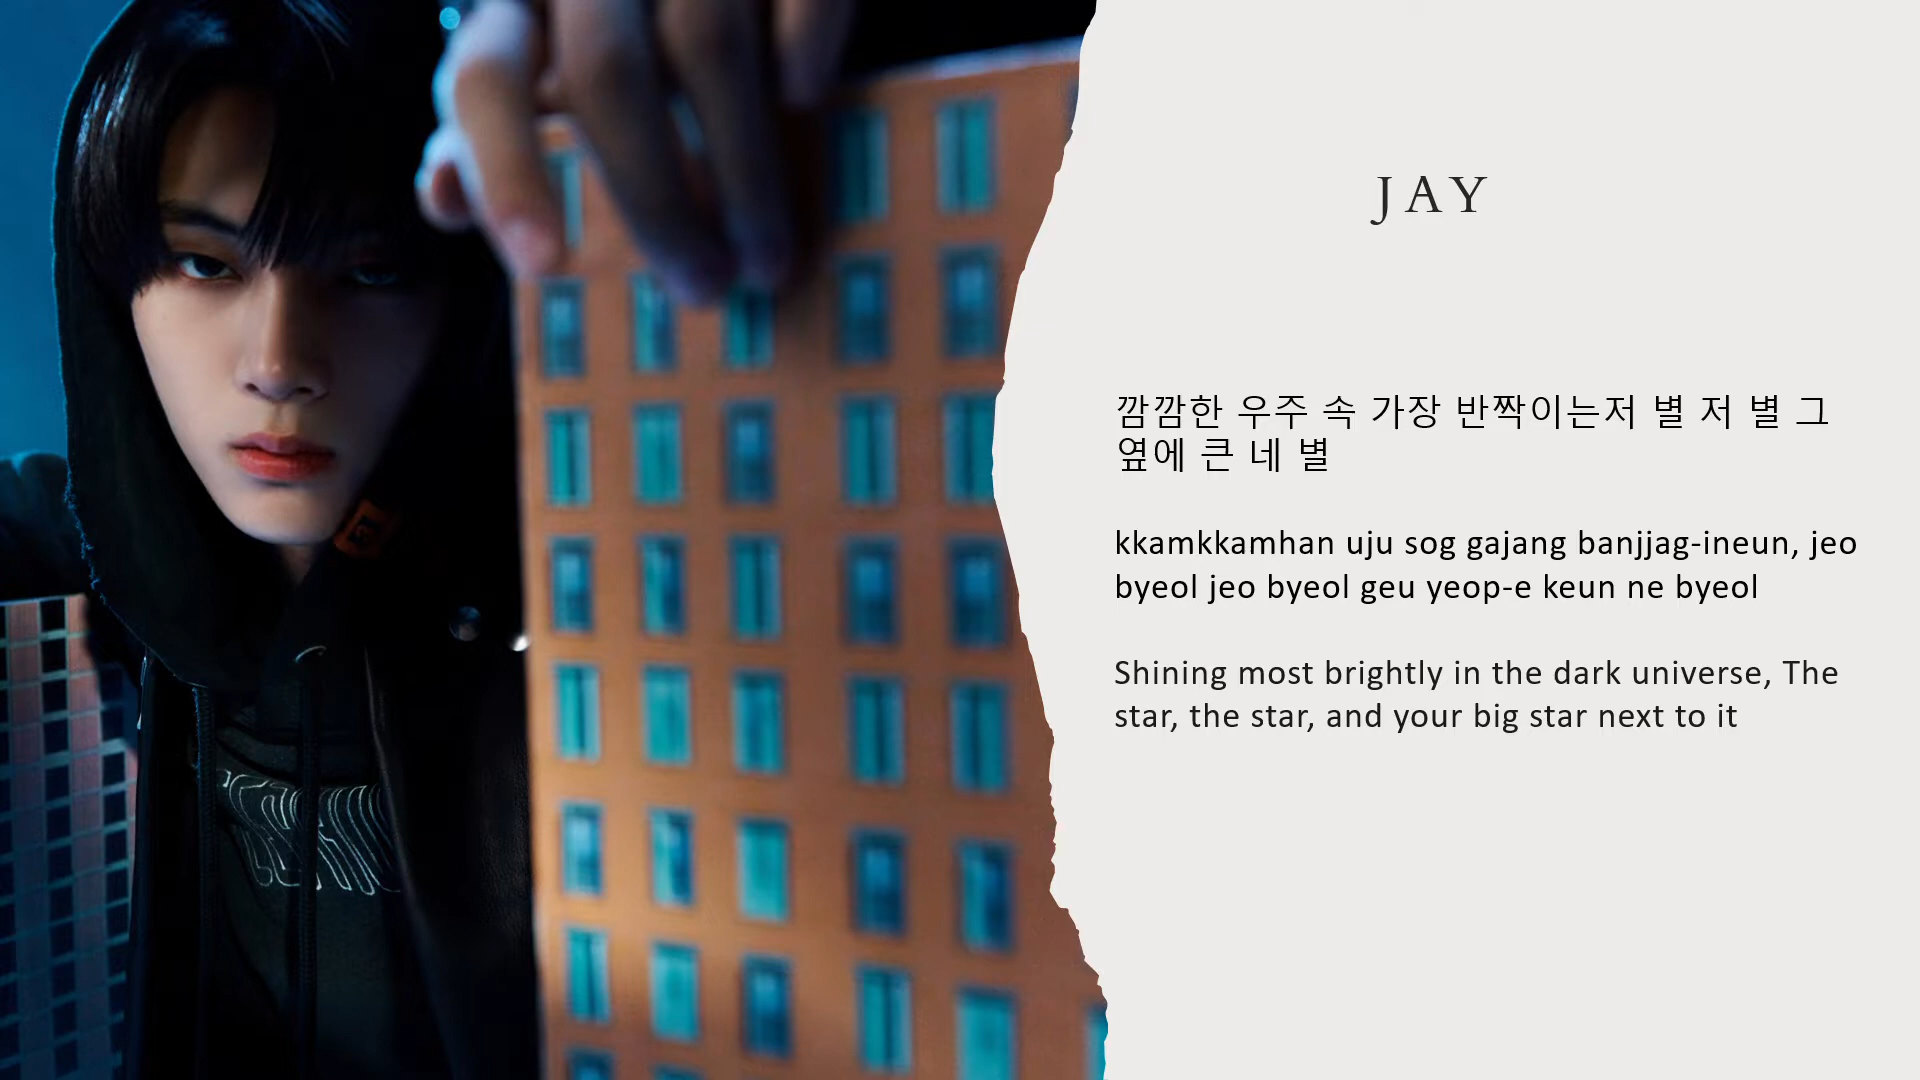 JAY
깜깜한 우주 속 가장 반짝이는저 별 저 별 그
옆에 큰 네 별
kkamkkamhan uju sog gajang banjjag-ineun, jeo
byeol jeo byeol geu yeop-e keun ne byeol
Shining most brightly in the dark universe, The
star, the star, and your big star next to it